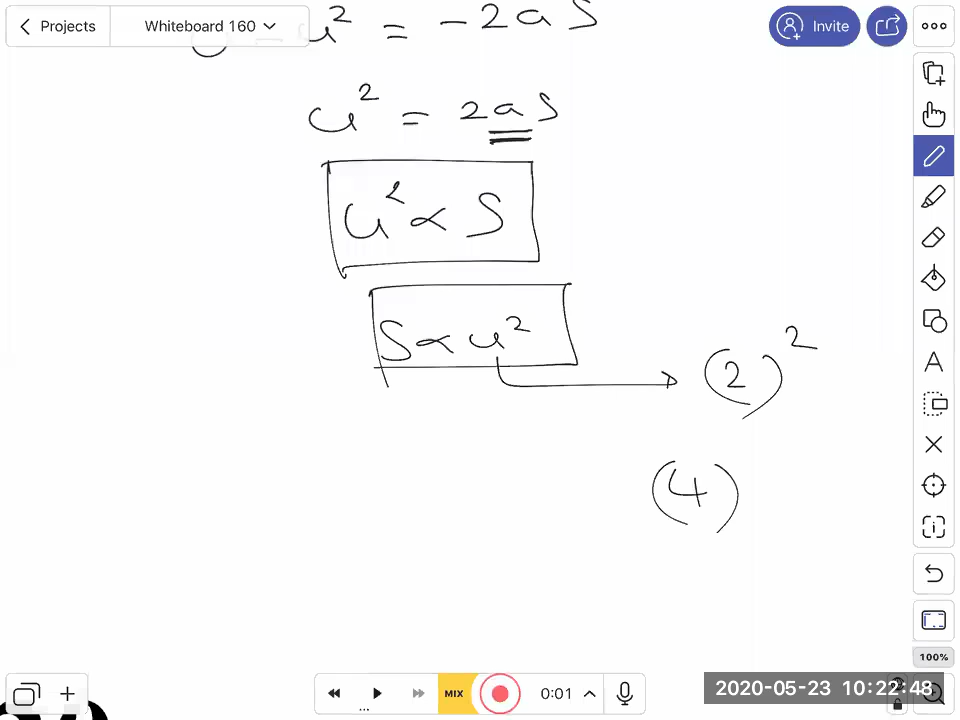 Projects
Whiteboard 160
Invite
u² = -2as
u² = 2as
u² ∝ S
S ∝ u²
(2)²
(4)
A
100%
MIX
0:01
2020-05-23 10:22:48